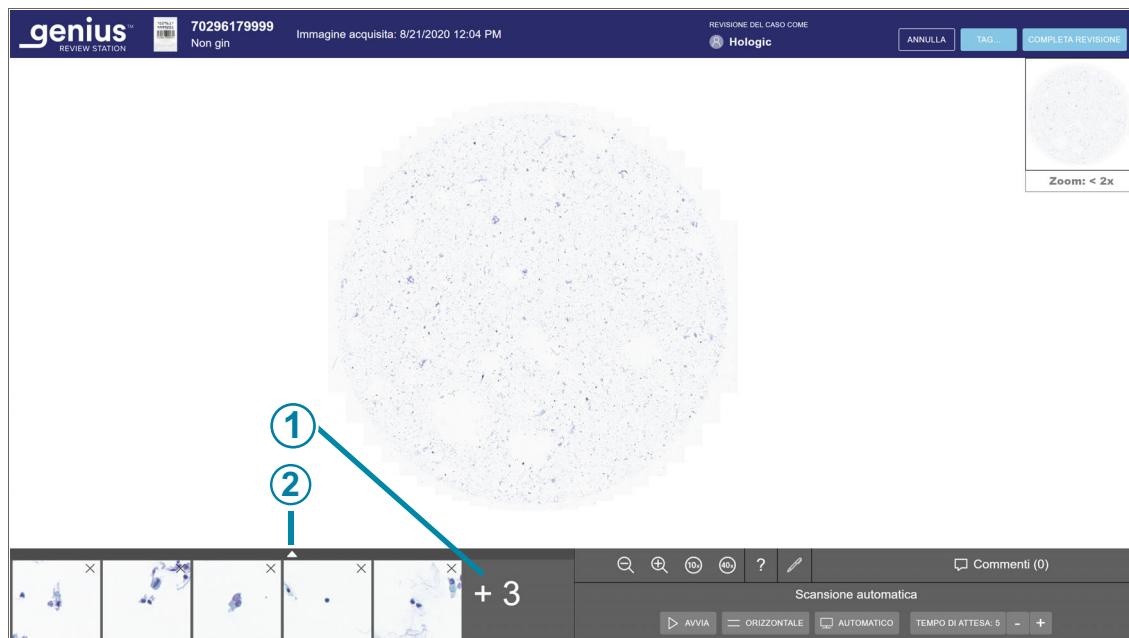 genius™
REVIEW STATION
70296179999
Non gin
Immagine acquisita: 8/21/2020 12:04 PM
REVISIONE DEL CASO COME
Hologic
ANNULLA
TAG...
COMPLETA REVISIONE
Zoom: < 2x
1
2
+ 3
10x
40x
?
Commenti (0)
Scansione automatica
AVVIA
ORIZZONTALE
AUTOMATICO
TEMPO DI ATTESA: 5 - +